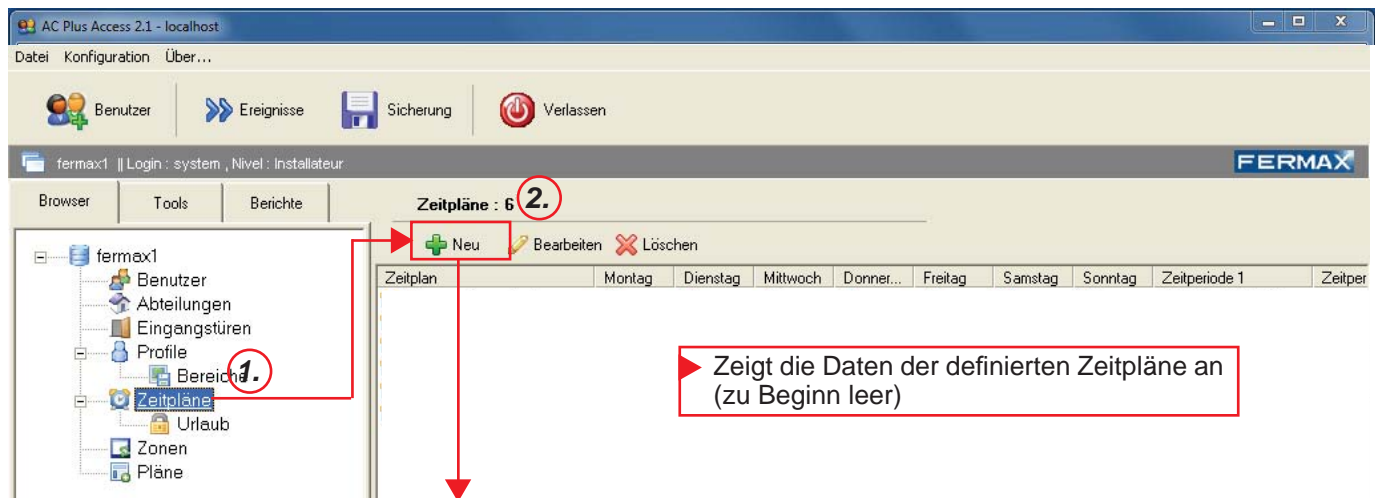 AC Plus Access 2.1 - localhost
Datei Konfiguration Über...
Benutzer Ereignisse Sicherung Verlassen
fermax1 || Login : system , Nivel : Installateur FERMAX
Browser Tools Berichte
Zeitpläne : 6 2.
Neu Bearbeiten Löschen
Zeitplan Montag Dienstag Mittwoch Donner... Freitag Samstag Sonntag Zeitperiode 1 Zeitper
fermax1
Benutzer
Abteilungen
Eingangstüren
Profile
Bereiche 1.
Zeitpläne
Urlaub
Zonen
Pläne
Zeigt die Daten der definierten Zeitpläne an
(zu Beginn leer)